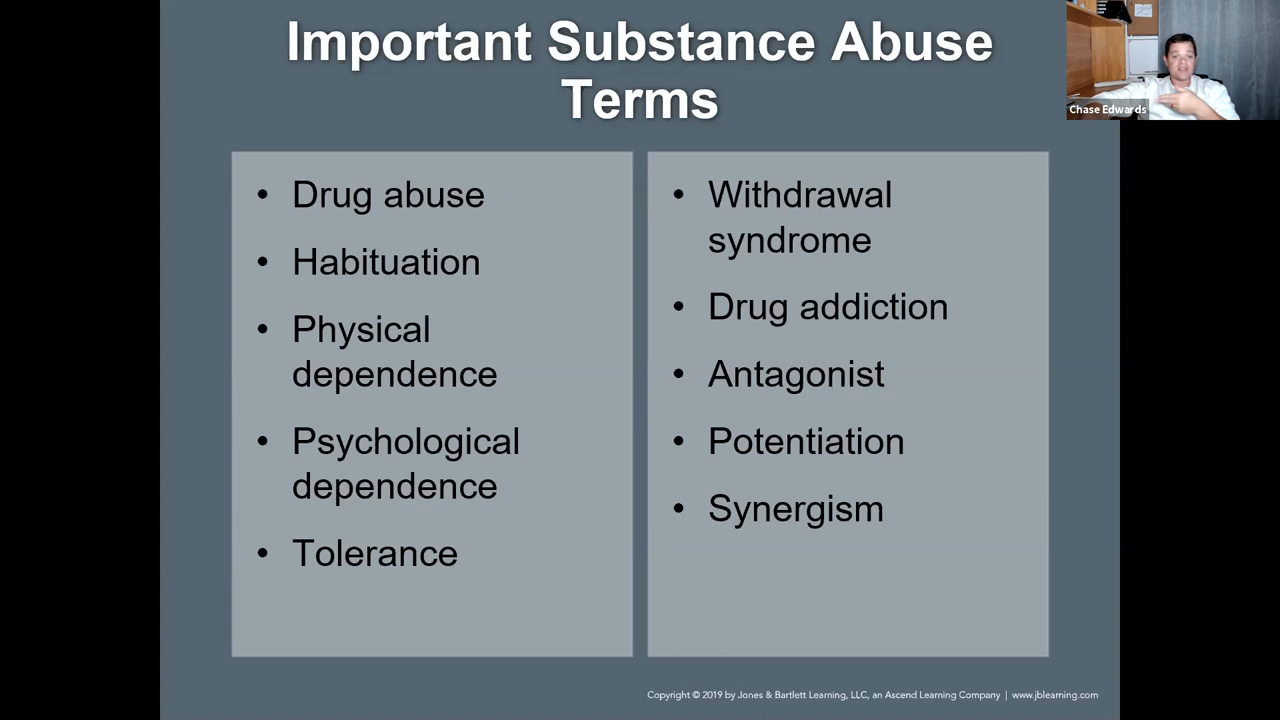 Important Substance Abuse
Terms
• Drug abuse
• Habituation
• Physical
dependence
• Psychological
dependence
• Tolerance
• Withdrawal
syndrome
• Drug addiction
• Antagonist
• Potentiation
• Synergism
Chase Edwards
Copyright © 2019 by Jones & Bartlett Learning, LLC, an Ascend Learning Company | www.jblearning.com